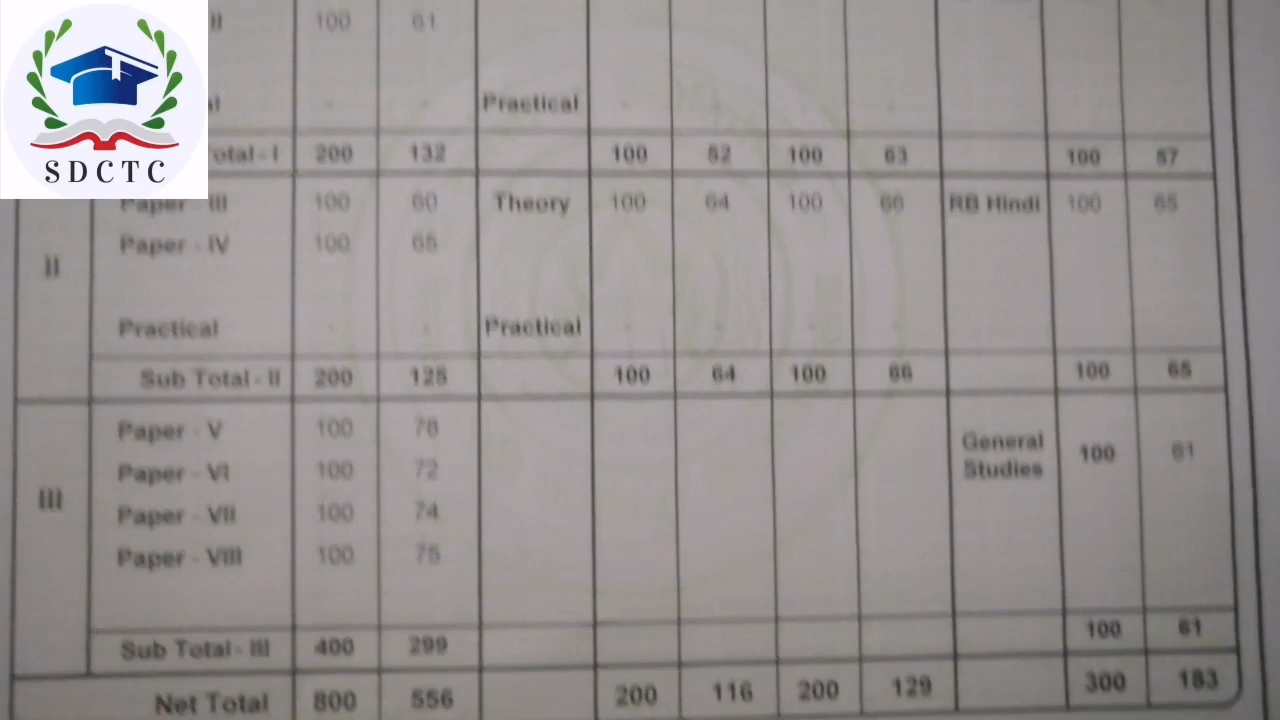 II 100 61
Practical
SDCTC
Total - I 200 132 100 52 100 63 100 57
Paper - III 100 60 Theory 100 64 100 66 RB Hindi 100 65
Paper - IV 100 65
II
Practical Practical
Sub Total - II 200 125 100 64 100 66 100 65
Paper - V 100 78
General
Studies 100 61
Paper - VI 100 72
III
Paper - VII 100 74
Paper - VIII 100 75
100 61
Sub Total - III 400 299
Net Total 800 556 200 116 200 129 300 183